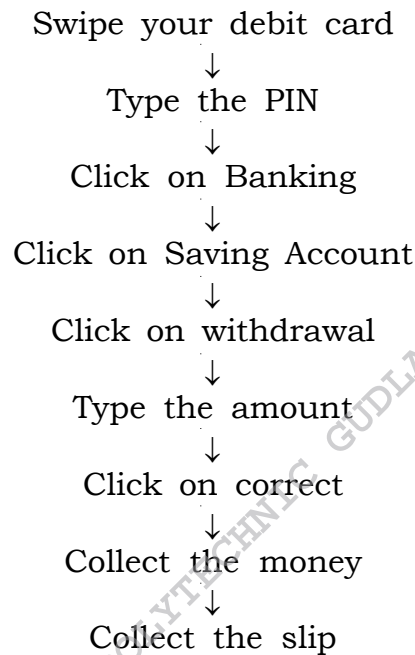 Swipe your debit card
↓
Type the PIN
↓
Click on Banking
↓
Click on Saving Account
↓
Click on withdrawal
↓
Type the amount
↓
Click on correct
↓
Collect the money
↓
Collect the slip